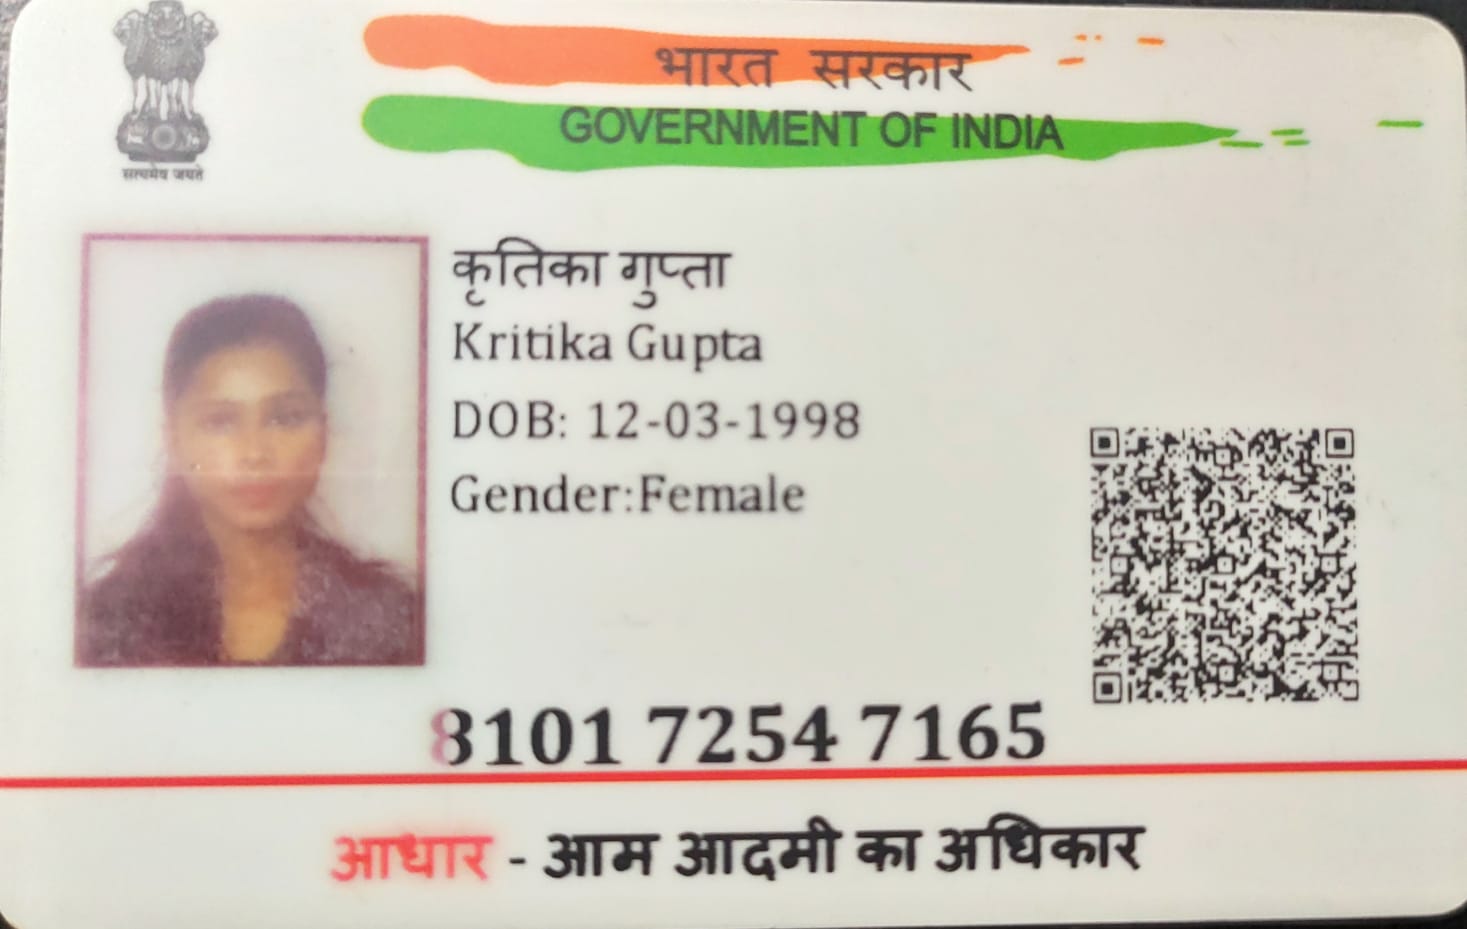 भारत सरकार
GOVERNMENT OF INDIA
सत्यमेव जयते
कृतिका गुप्ता
Kritika Gupta
DOB: 12-03-1998
Gender:Female
8101 7254 7165
आधार - आम आदमी का अधिकार